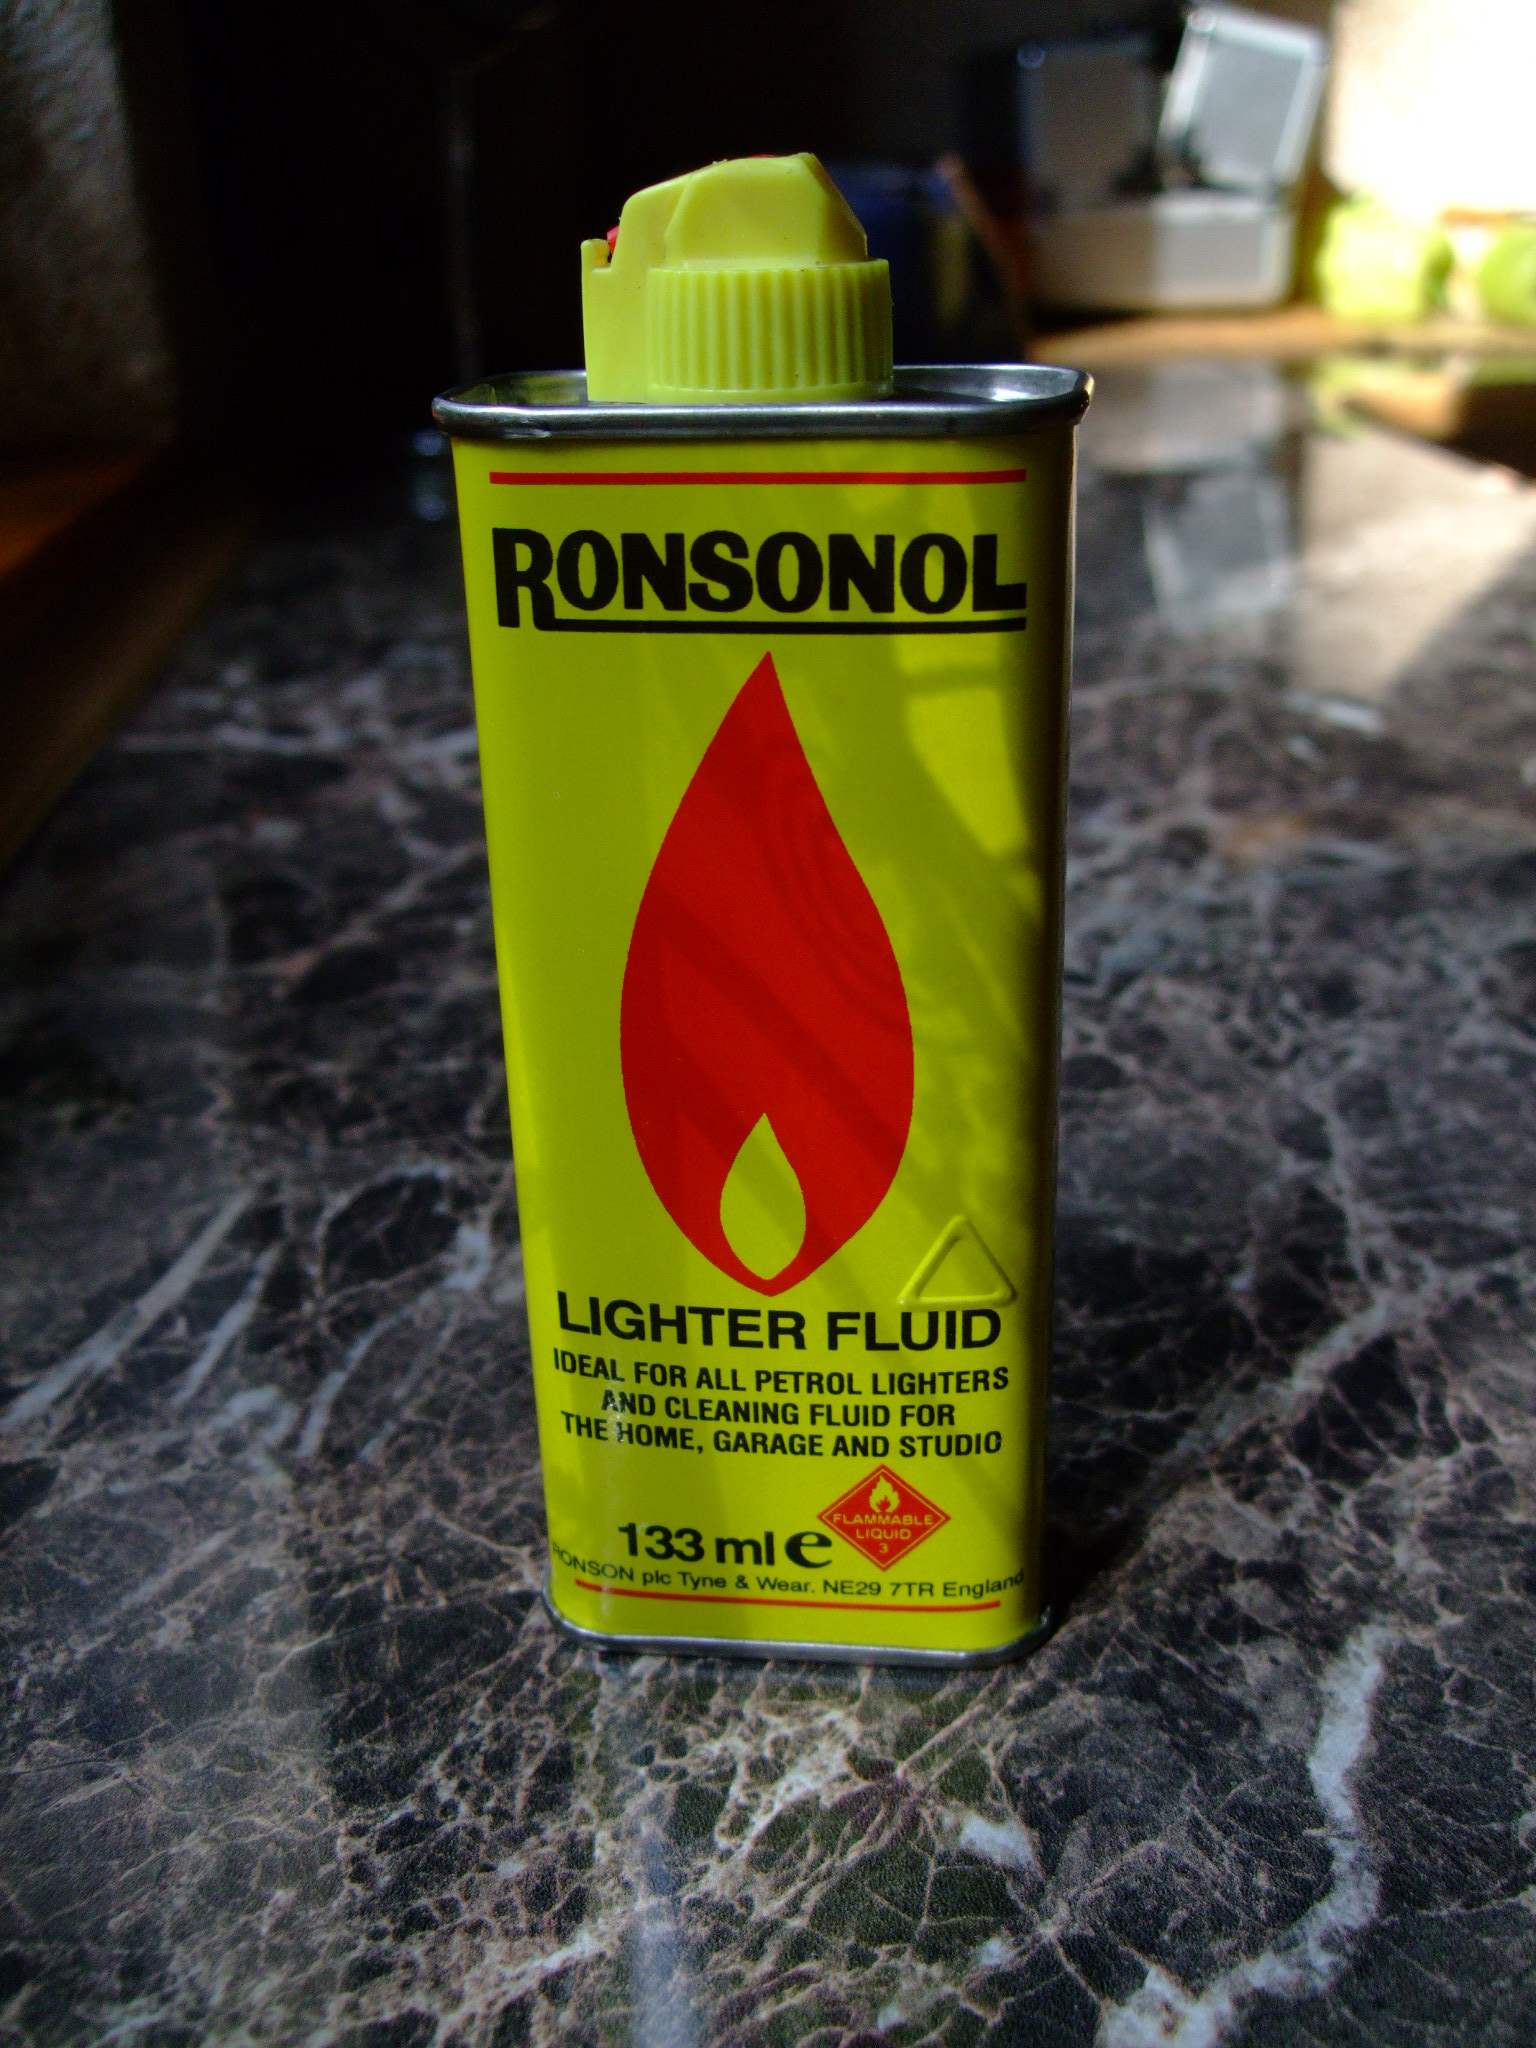 RONSONOL
LIGHTER FLUID
IDEAL FOR ALL PETROL LIGHTERS
AND CLEANING FLUID FOR
THE HOME, GARAGE AND STUDIO
FLAMMABLE
LIQUID
3
133 ml e
RONSON plc Tyne & Wear. NE29 7TR England